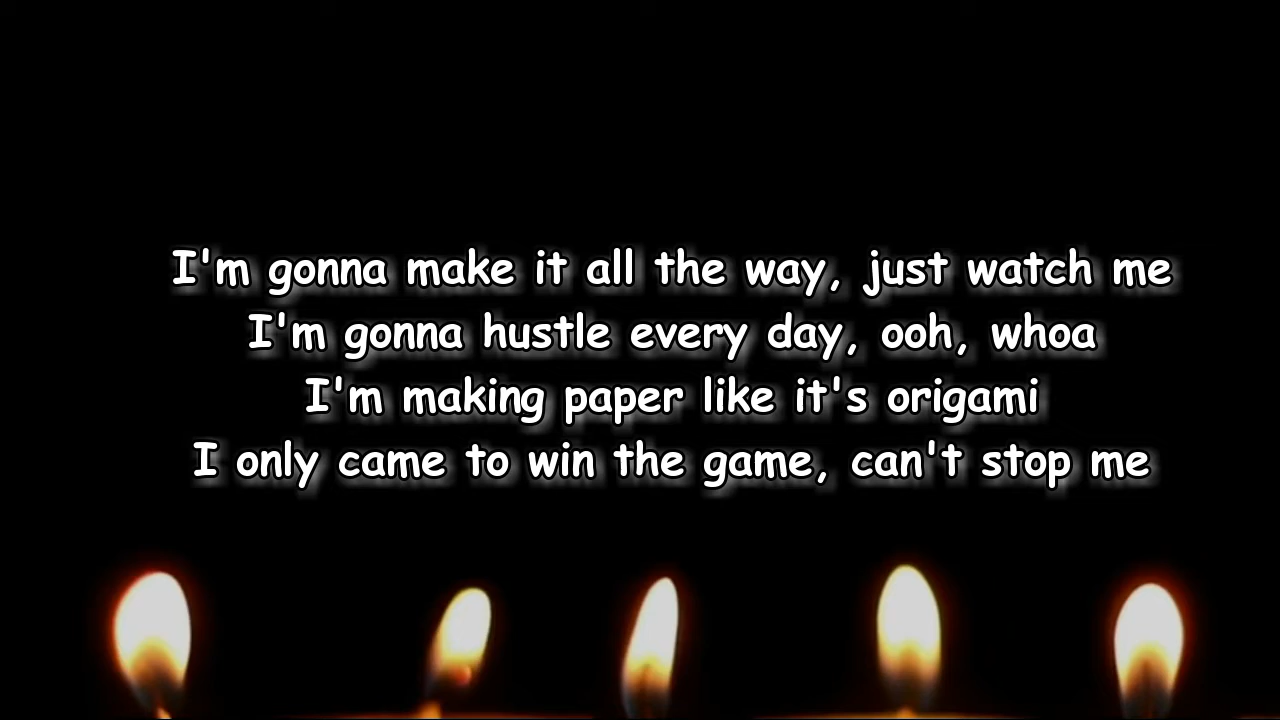 I'm gonna make it all the way, just watch me
I'm gonna hustle every day, ooh, whoa
I'm making paper like it's origami
I only came to win the game, can't stop me